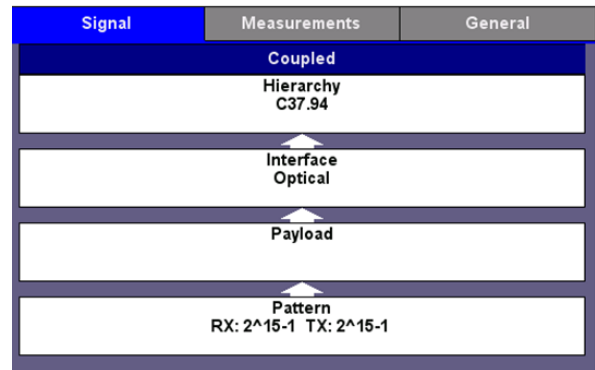 Signal Measurements General
Coupled
Hierarchy
C37.94
Interface
Optical
Payload
Pattern
RX: 2^15-1 TX: 2^15-1